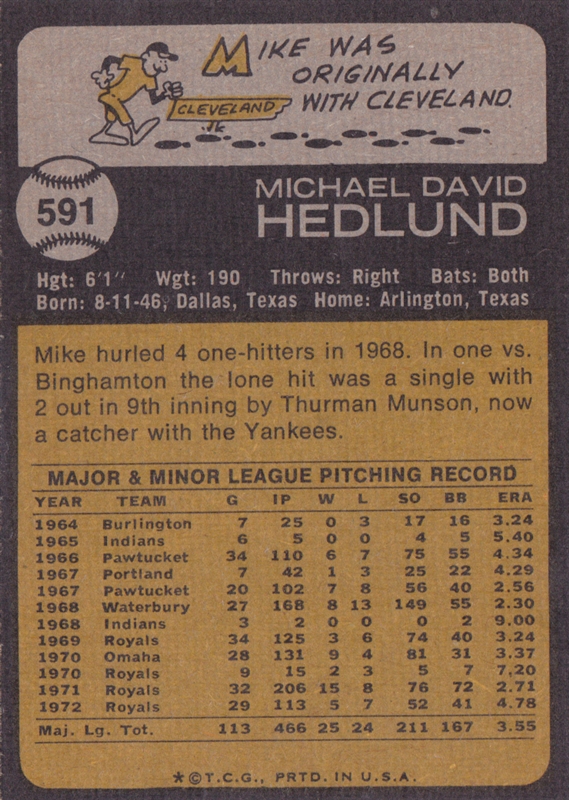 MIKE WAS
ORIGINALLY
WITH CLEVELAND.
CLEVELAND
591
MICHAEL DAVID
HEDLUND
Hgt: 6'1" Wgt: 190 Throws: Right Bats: Both
Born: 8-11-46, Dallas, Texas Home: Arlington, Texas
Mike hurled 4 one-hitters in 1968. In one vs.
Binghamton the lone hit was a single with
2 out in 9th inning by Thurman Munson, now
a catcher with the Yankees.
MAJOR & MINOR LEAGUE PITCHING RECORD
YEAR TEAM G IP W L SO BB ERA
1964 Burlington 7 25 0 3 17 16 3.24
1965 Indians 6 5 0 0 4 5 5.40
1966 Pawtucket 34 110 6 7 75 55 4.34
1967 Portland 7 42 1 3 25 22 4.29
1967 Pawtucket 20 102 7 8 56 40 2.56
1968 Waterbury 27 168 8 13 149 55 2.30
1968 Indians 3 2 0 0 0 2 9.00
1969 Royals 34 125 3 6 74 40 3.24
1970 Omaha 28 131 9 4 81 31 3.37
1970 Royals 9 15 2 3 5 7 7.20
1971 Royals 32 206 15 8 76 72 2.71
1972 Royals 29 113 5 7 52 41 4.78
Maj. Lg. Tot. 113 466 25 24 211 167 3.55
*©T.C.G., PRTD. IN U.S.A.